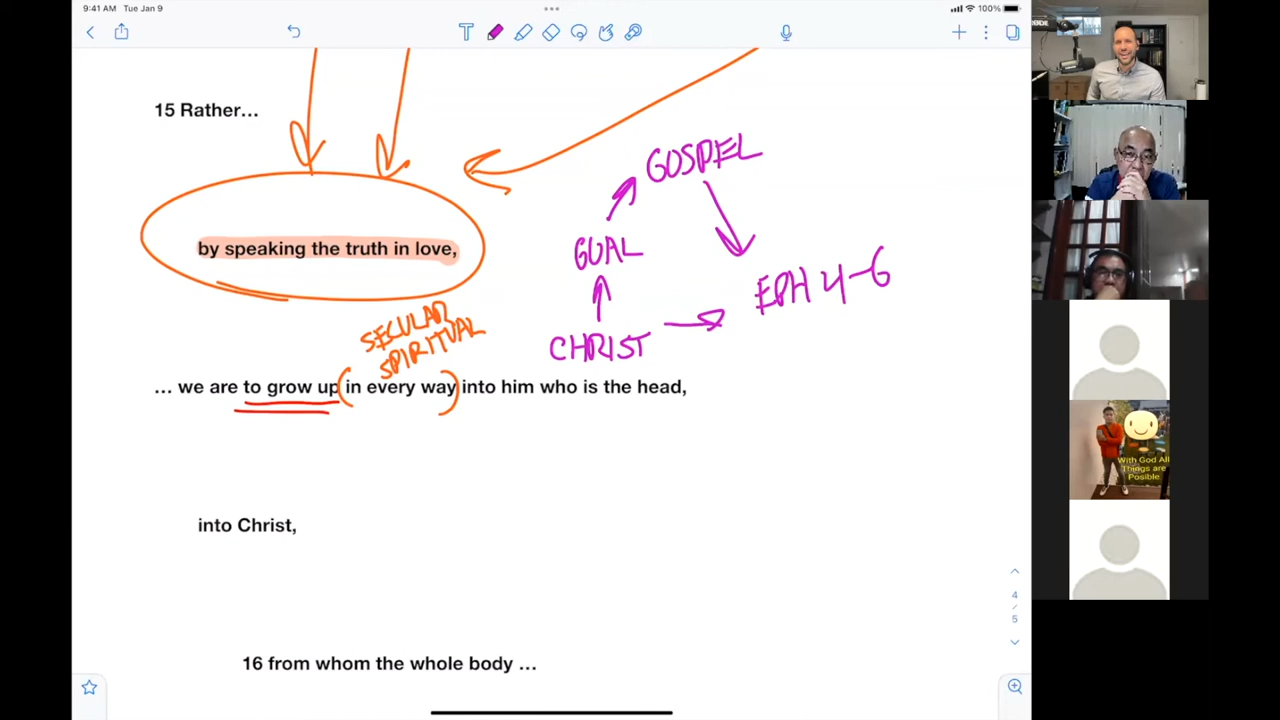 9:41 AM Tue Jan 9
100%
15 Rather…
GOSPEL
by speaking the truth in love,
GOAL
EPH 4-6
SECULAR
SPIRITUAL
CHRIST
… we are to grow up (in every way) into him who is the head,
into Christ,
16 from whom the whole body …
4
/
5
With God All
Things are
Posible